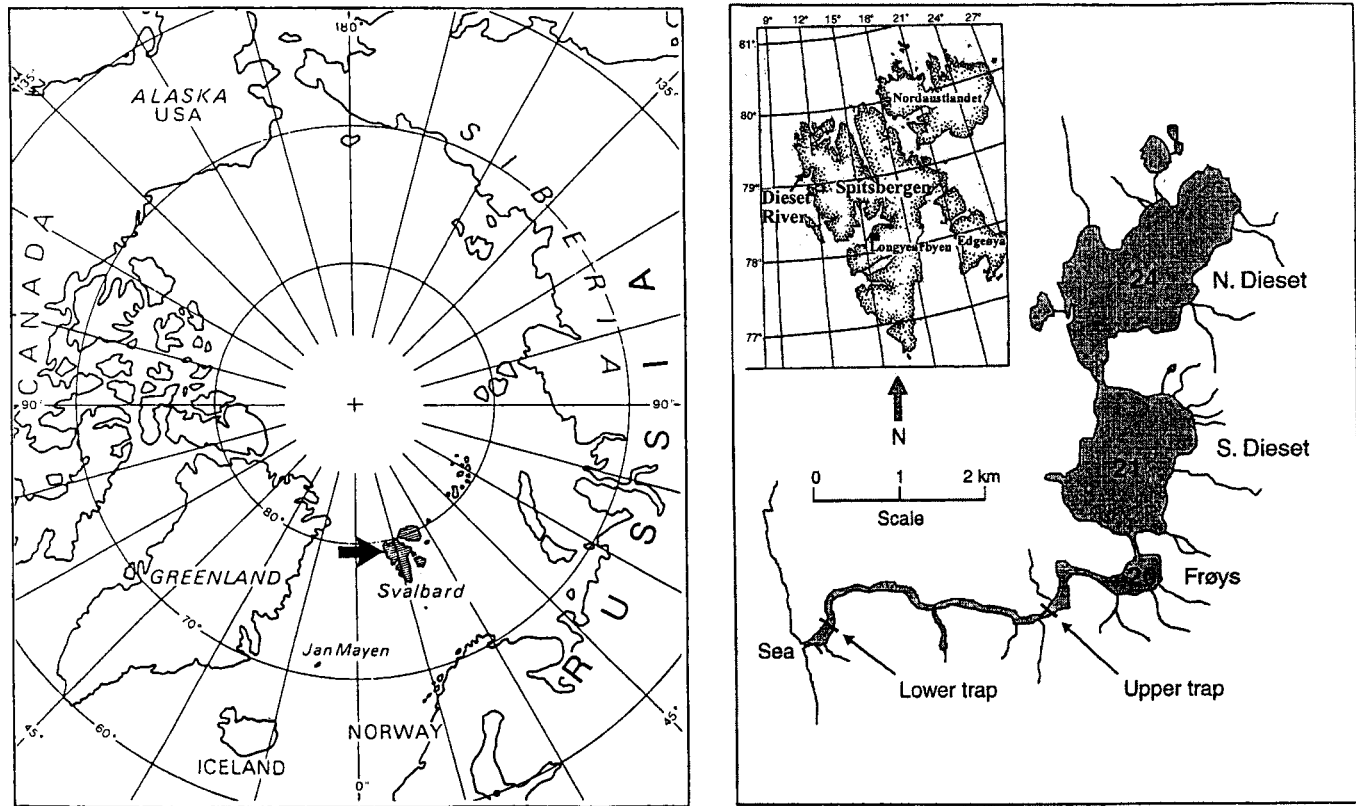 180°
135°
135°
ALASKA
USA
SIBERIA
CANADA
RUSSIA
90°
90°
80°
GREENLAND
Svalbard
70°
Jan Mayen
NORWAY
ICELAND
60°
45°
45°
0°
9° 12° 15° 18° 21° 24° 27°
81°
80°
79°
78°
77°
Nordaustlandet
Spitsbergen
Dieset
River
Longyearbyen
Edgeøya
N
0 1 2 km
Scale
24
N. Dieset
21
S. Dieset
Frøys
Sea
Lower trap
Upper trap